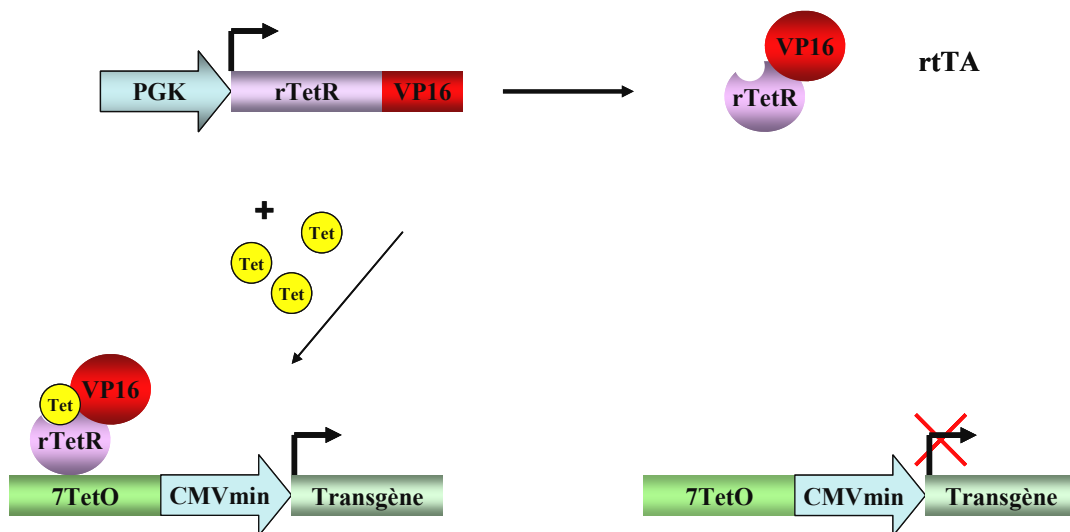 PGK rTetR VP16
VP16
rtTA
rTetR
+
Tet
Tet
Tet
VP16
Tet
rTetR
7TetO CMVmin Transgène
7TetO CMVmin Transgène